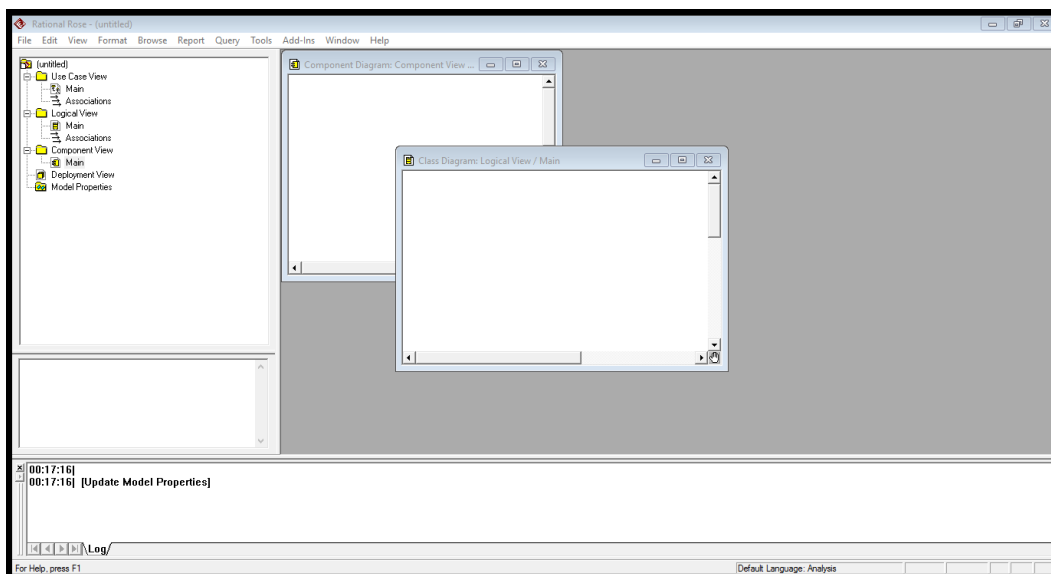 Rational Rose - (untitled)
File Edit View Format Browse Report Query Tools Add-Ins Window Help
(untitled)
Use Case View
Main
Associations
Logical View
Main
Associations
Component View
Main
Deployment View
Model Properties
Component Diagram: Component View ...
Class Diagram: Logical View / Main
00:17:16|
00:17:16| [Update Model Properties]
Log
For Help, press F1
Default Language: Analysis